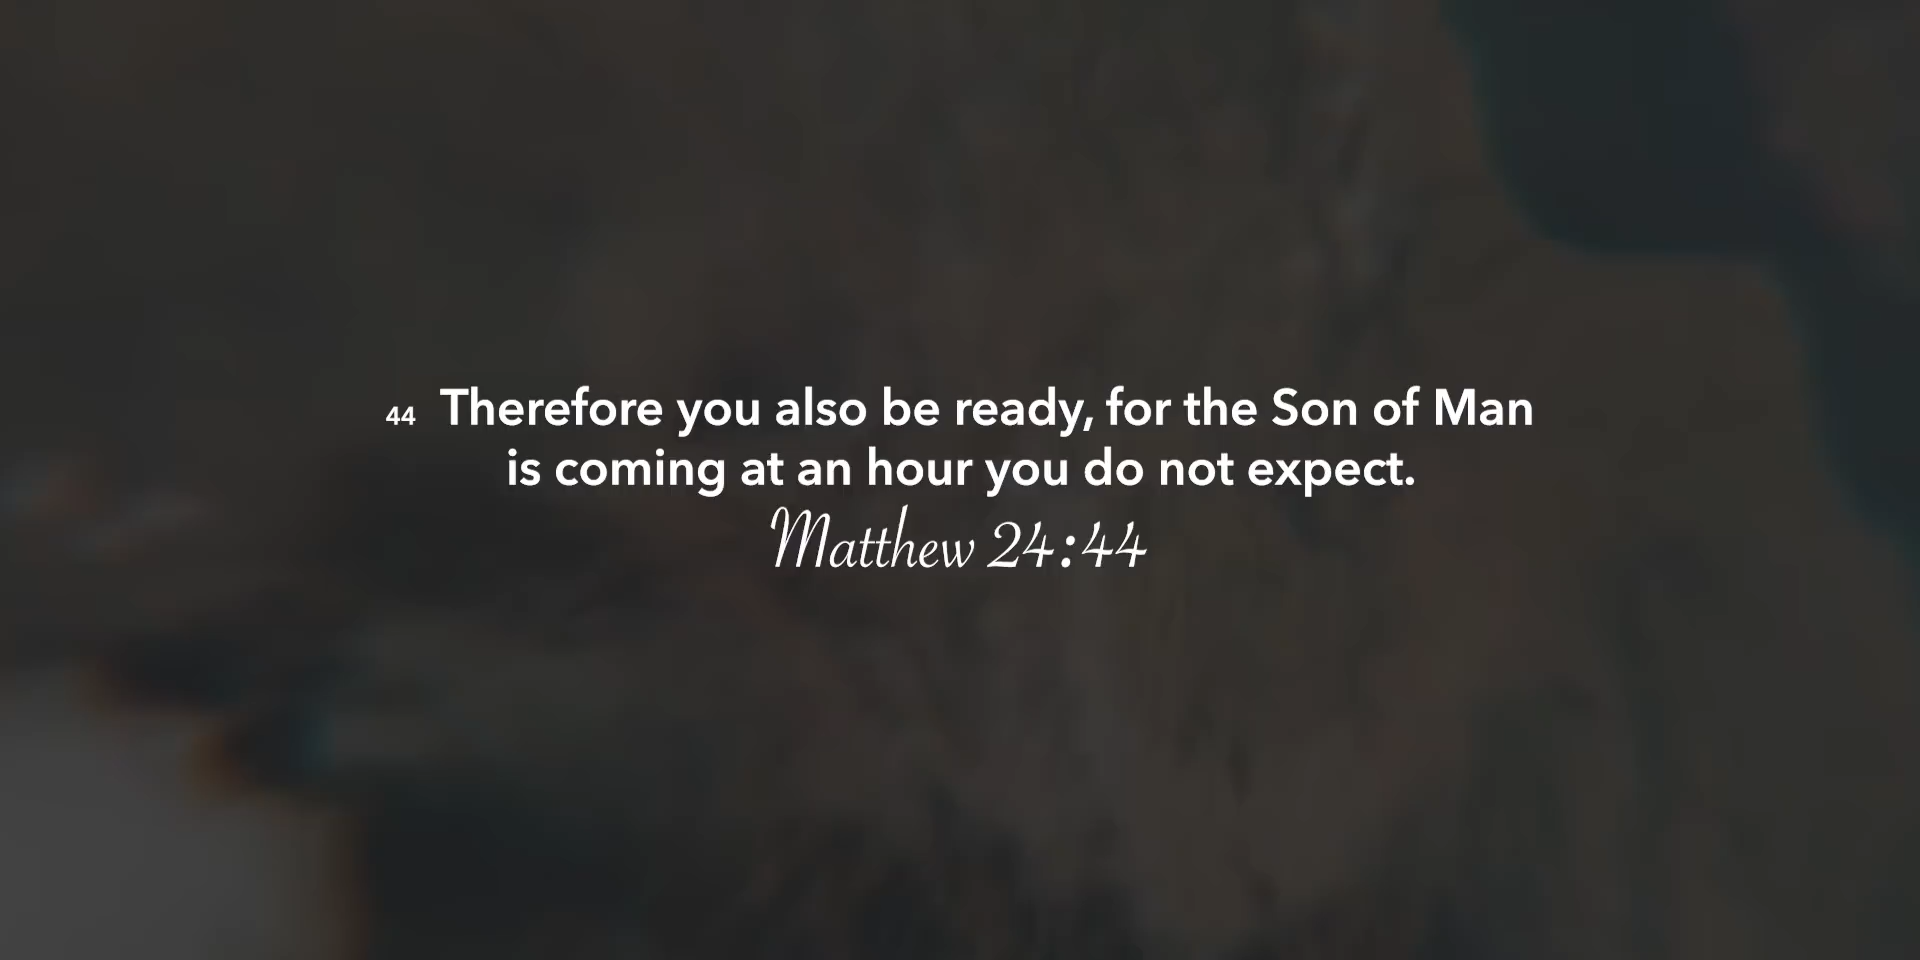 44 Therefore you also be ready, for the Son of Man
is coming at an hour you do not expect.
Matthew 24:44